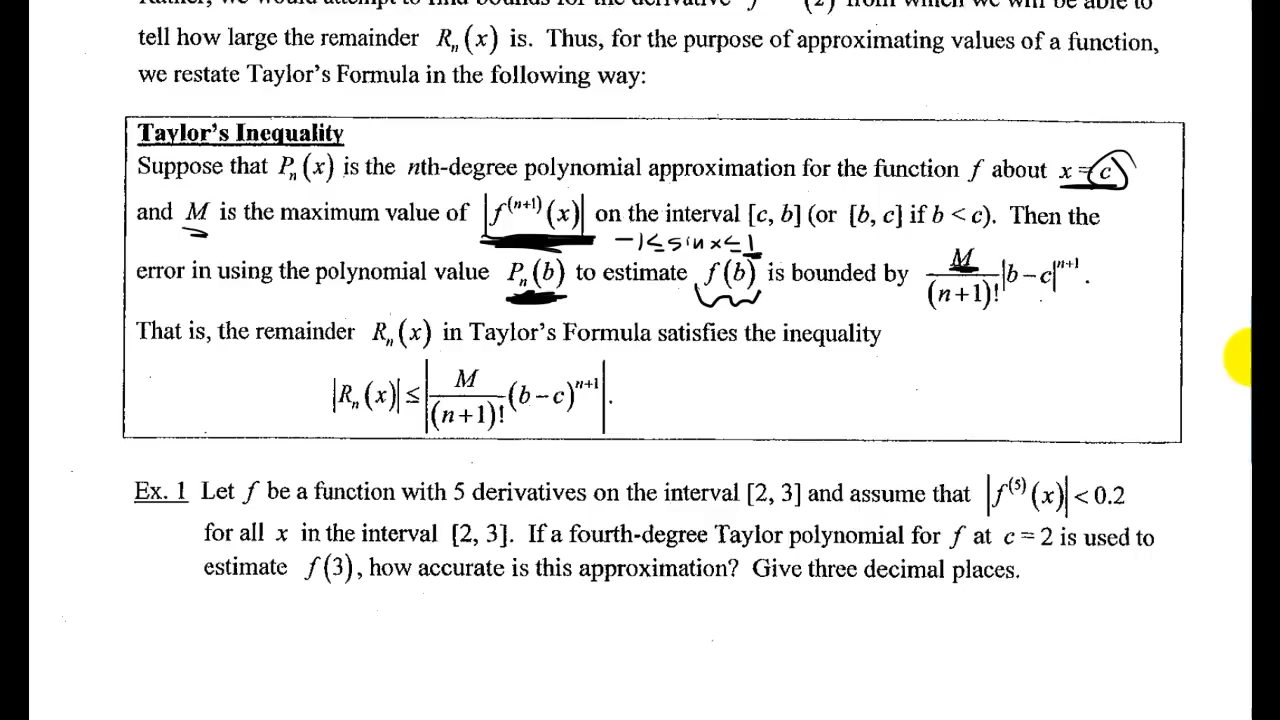 tell how large the remainder Rₙ(x) is. Thus, for the purpose of approximating values of a function,
we restate Taylor's Formula in the following way:
Taylor's Inequality
Suppose that Pₙ(x) is the nth-degree polynomial approximation for the function f about x = c
and M is the maximum value of |f⁽ⁿ⁺¹⁾(x)| on the interval [c, b] (or [b, c] if b < c). Then the
-1 ≤ sin x ≤ 1
error in using the polynomial value Pₙ(b) to estimate f(b) is bounded by M/(n+1)! |b-c|ⁿ⁺¹.
That is, the remainder Rₙ(x) in Taylor's Formula satisfies the inequality
|Rₙ(x)| ≤ |M/(n+1)! (b-c)ⁿ⁺¹|.
Ex. 1 Let f be a function with 5 derivatives on the interval [2, 3] and assume that |f⁽⁵⁾(x)| < 0.2
for all x in the interval [2, 3]. If a fourth-degree Taylor polynomial for f at c = 2 is used to
estimate f(3), how accurate is this approximation? Give three decimal places.